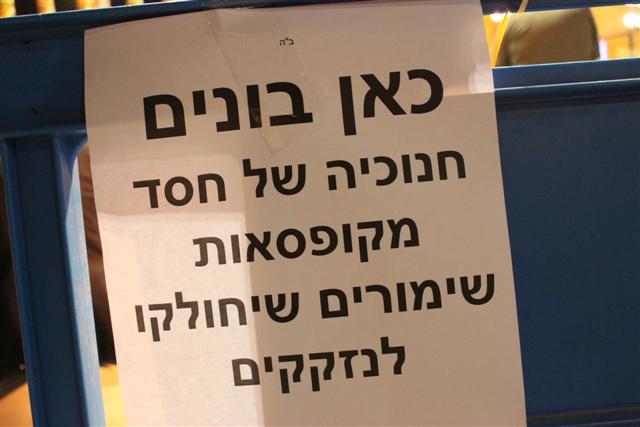 ב"ה
כאן בונים
חנוכיה של חסד
מקופסאות
שימורים שיחולקו
לנזקקים